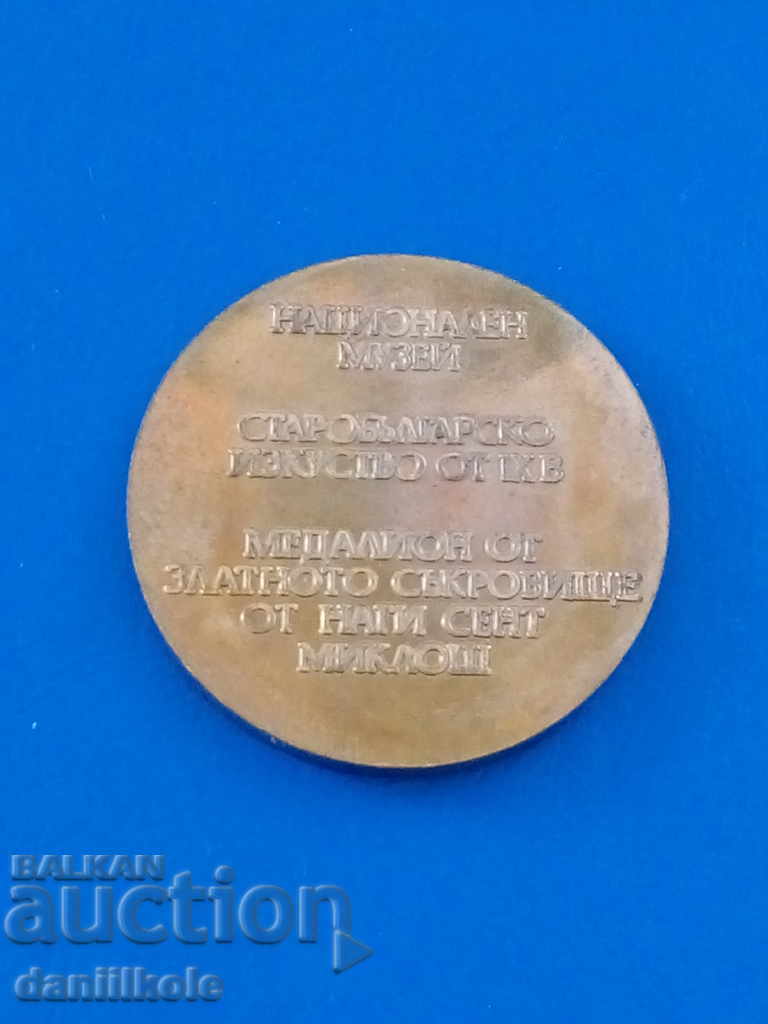 НАЦИОНАЛЕН
МУЗЕЙ
СТАРОБЪЛГАРСКО
ИЗКУСТВО ОТ IX В
МЕДАЛИОН ОТ
ЗЛАТНОТО СЪКРОВИЩЕ
ОТ НАГИ СЕНТ
МИКЛОШ
BALKAN
auction
daniilkole